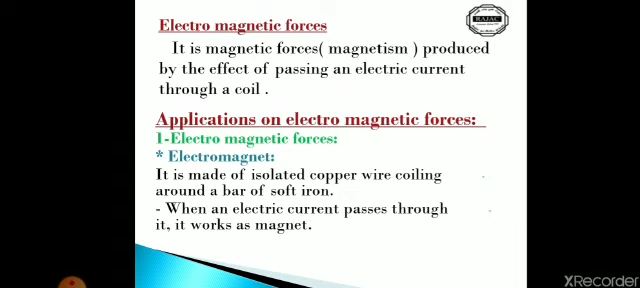 Electro magnetic forces
RAJAC
It is magnetic forces( magnetism ) produced
by the effect of passing an electric current
through a coil .
Applications on electro magnetic forces:
1-Electro magnetic forces:
* Electromagnet:
It is made of isolated copper wire coiling
around a bar of soft iron.
- When an electric current passes through
it, it works as magnet.
XRecorder